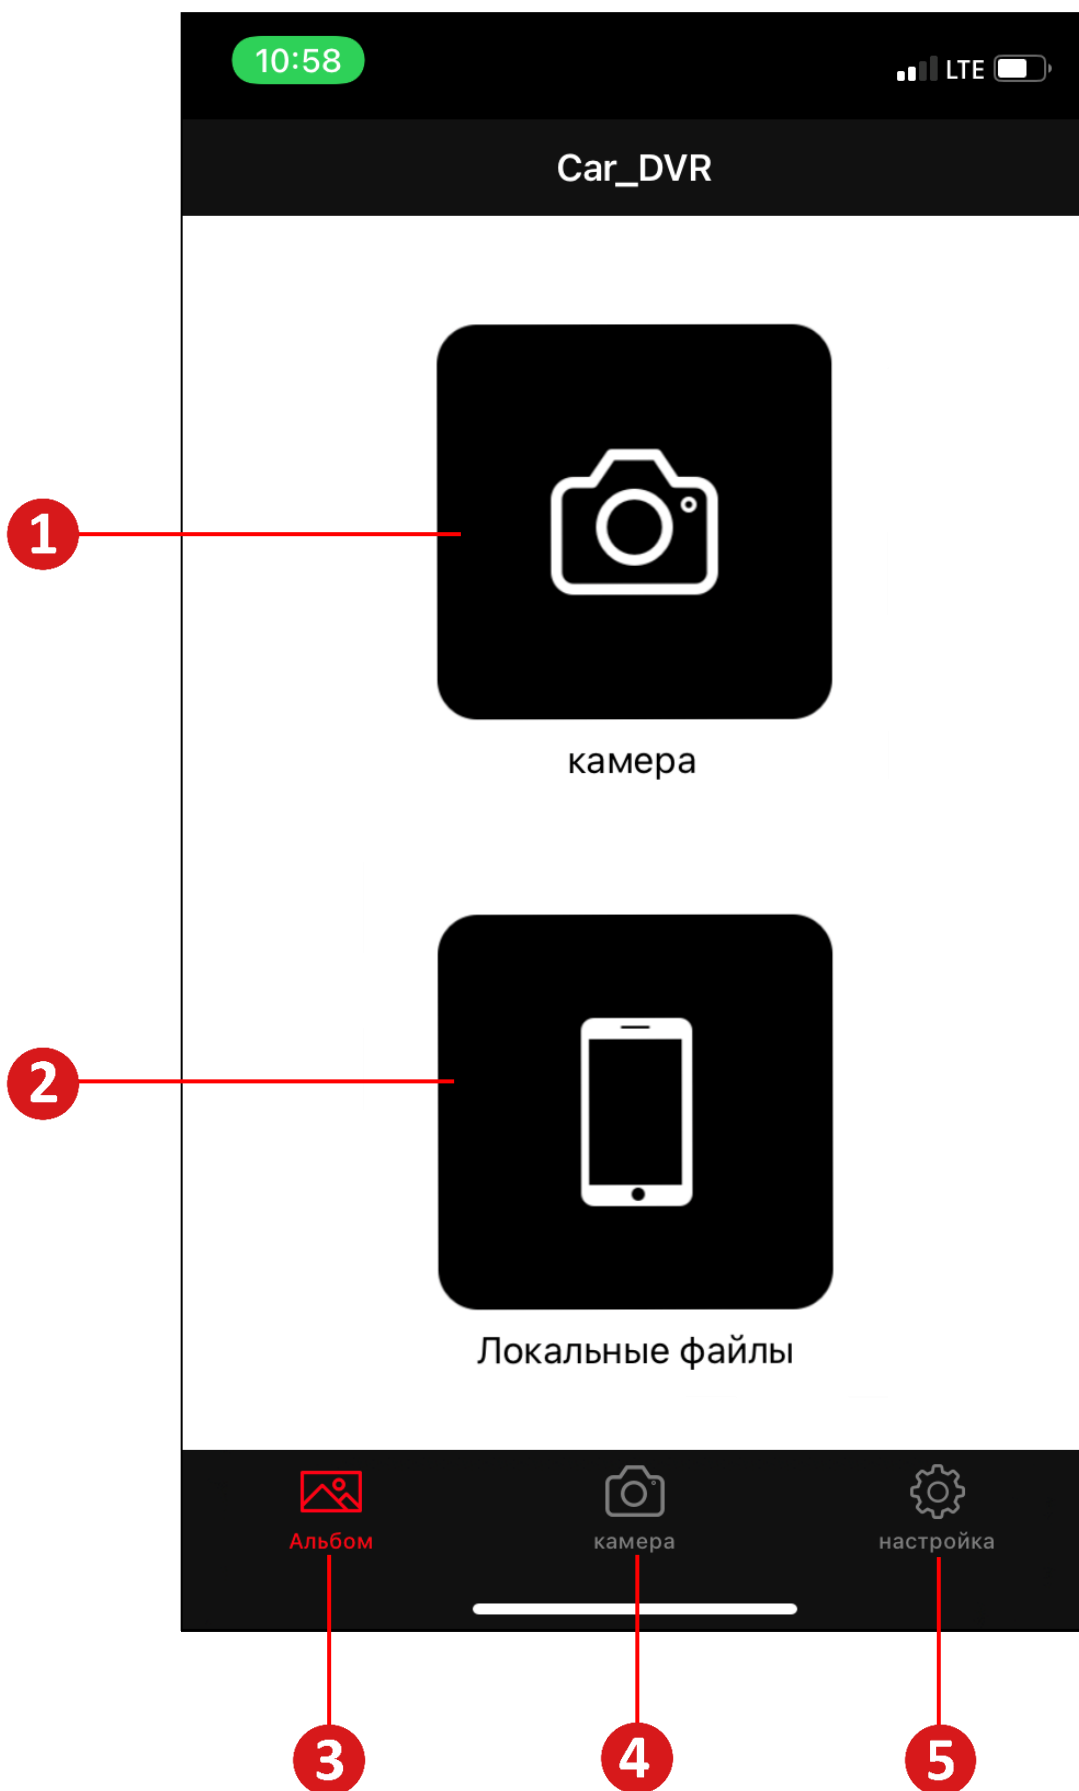 10:58 LTE
Car_DVR
1
камера
2
Локальные файлы
Альбом камера настройка
3 4 5